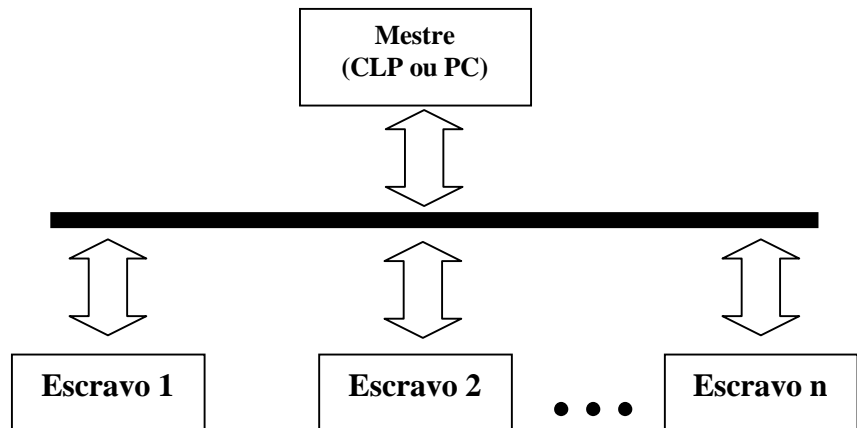 Mestre
(CLP ou PC)
Escravo 1
Escravo 2
Escravo n